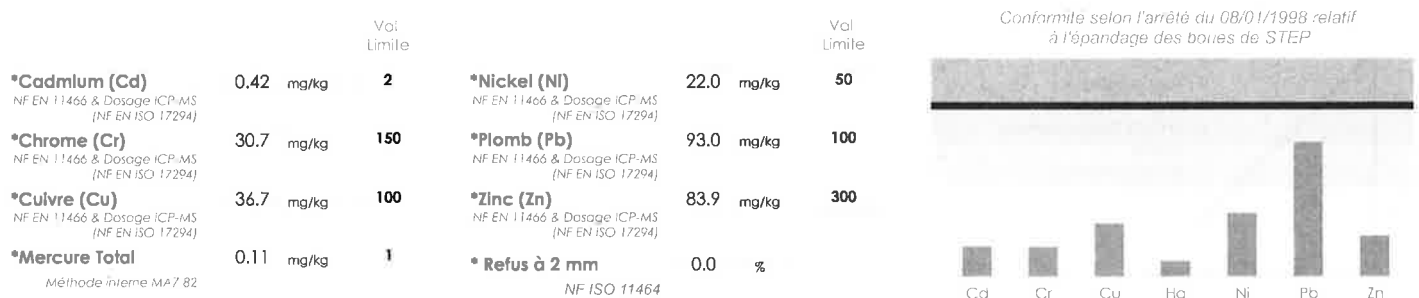 Val
Limite
*Cadmium (Cd) 0.42 mg/kg 2
NF EN 11466 & Dosage ICP-MS
(NF EN ISO 17294)
*Chrome (Cr) 30.7 mg/kg 150
NF EN 11466 & Dosage ICP-MS
(NF EN ISO 17294)
*Cuivre (Cu) 36.7 mg/kg 100
NF EN 11466 & Dosage ICP-MS
(NF EN ISO 17294)
*Mercure Total 0.11 mg/kg 1
Méthode interne MA7 82
Val
Limite
*Nickel (Ni) 22.0 mg/kg 50
NF EN 11466 & Dosage ICP-MS
(NF EN ISO 17294)
*Plomb (Pb) 93.0 mg/kg 100
NF EN 11466 & Dosage ICP-MS
(NF EN ISO 17294)
*Zinc (Zn) 83.9 mg/kg 300
NF EN 11466 & Dosage ICP-MS
(NF EN ISO 17294)
* Refus à 2 mm 0.0 %
NF ISO 11464
Conformite selon l'arrêté du 08/01/1998 relatif
à l'épandage des boues de STEP
Cd Cr Cu Hg Ni Pb Zn